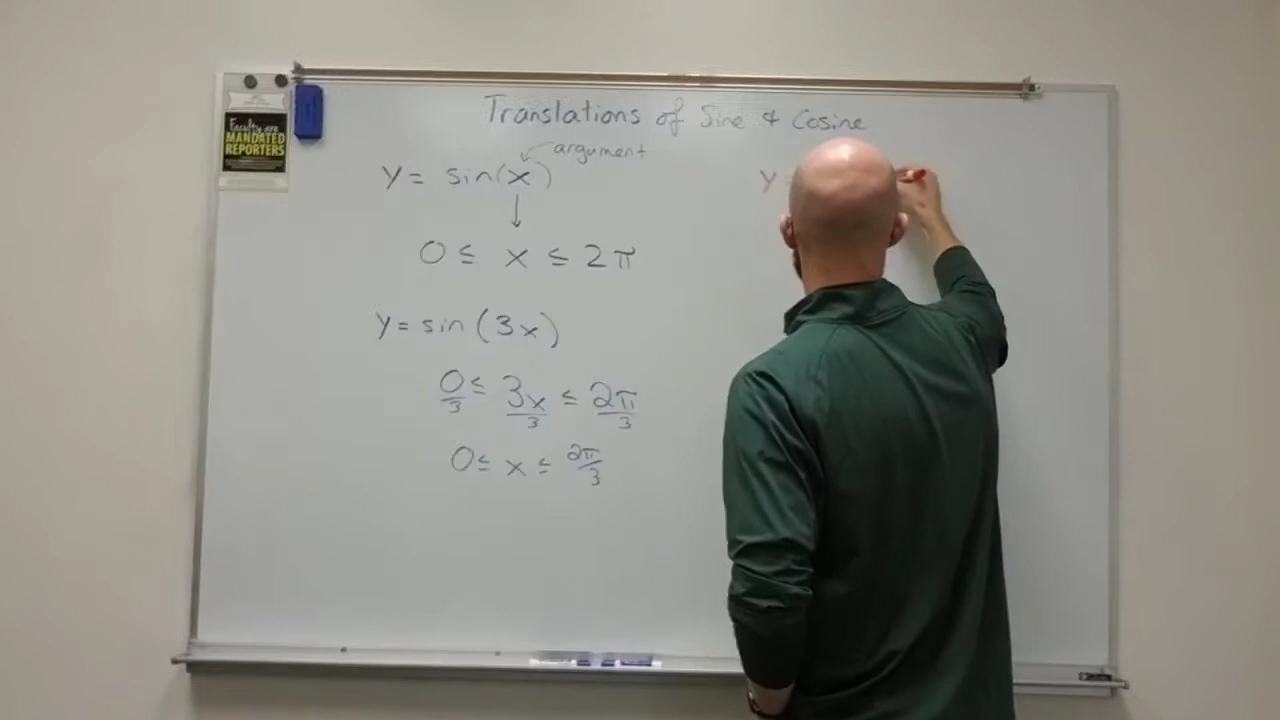 Translations of Sine & Cosine
argument
y = sin(x)
0 ≤ x ≤ 2π
y = sin (3x)
0/3 ≤ 3x/3 ≤ 2π/3
0 ≤ x ≤ 2π/3
y =
Faculty are
MANDATED
REPORTERS